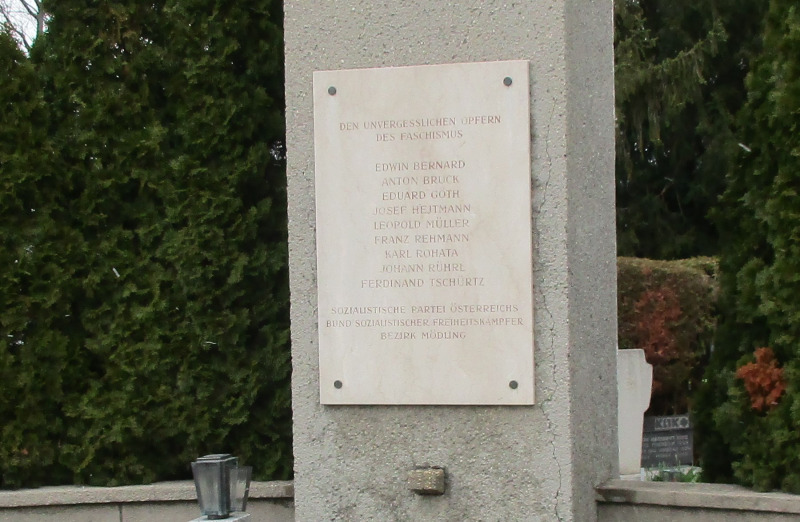 DEN UNVERGESSLICHEN OPFERN
DES FASCHISMUS
EDWIN BERNARD
ANTON BRUCK
EDUARD GÖTH
JOSEF HEJTMANN
LEOPOLD MÜLLER
FRANZ REHMANN
KARL ROHATA
JOHANN RÜHRL
FERDINAND TSCHÜRTZ
SOZIALISTISCHE PARTEI ÖSTERREICHS
BUND SOZIALISTISCHER FREIHEITSKÄMPFER
BEZIRK MÖDLING